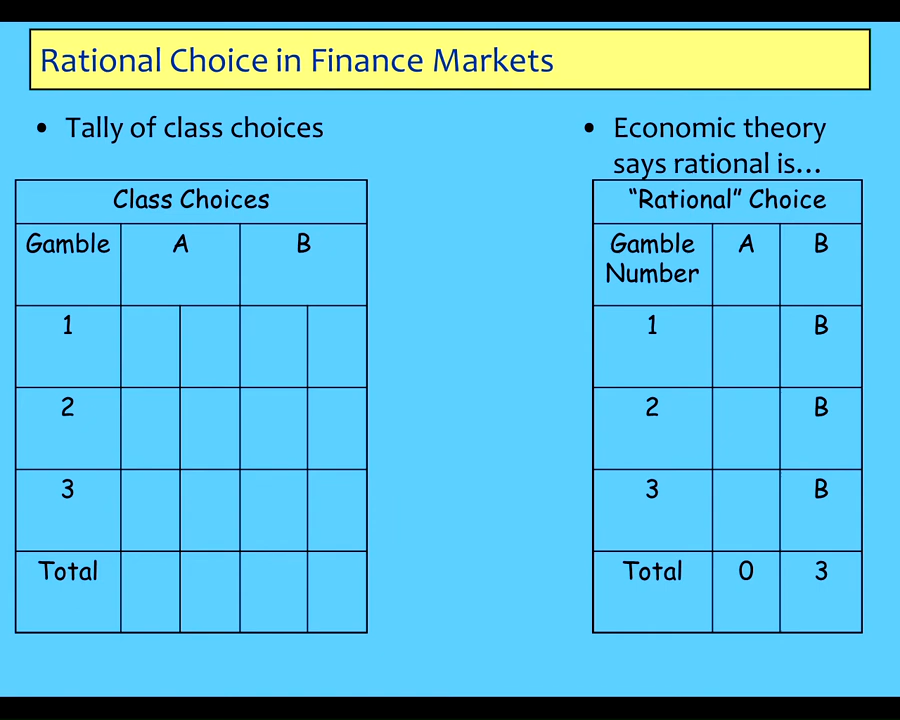 Rational Choice in Finance Markets
• Tally of class choices
Class Choices
Gamble A B
1
2
3
Total
• Economic theory
says rational is…
“Rational” Choice
Gamble A B
Number
1 B
2 B
3 B
Total 0 3